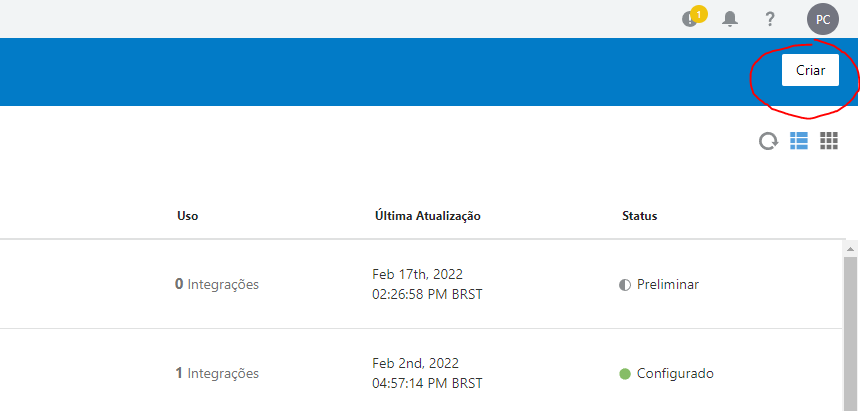 1
?
PC
Criar
Uso Última Atualização Status
0 Integrações
Feb 17th, 2022
02:26:58 PM BRST
Preliminar
1 Integrações
Feb 2nd, 2022
04:57:14 PM BRST
Configurado